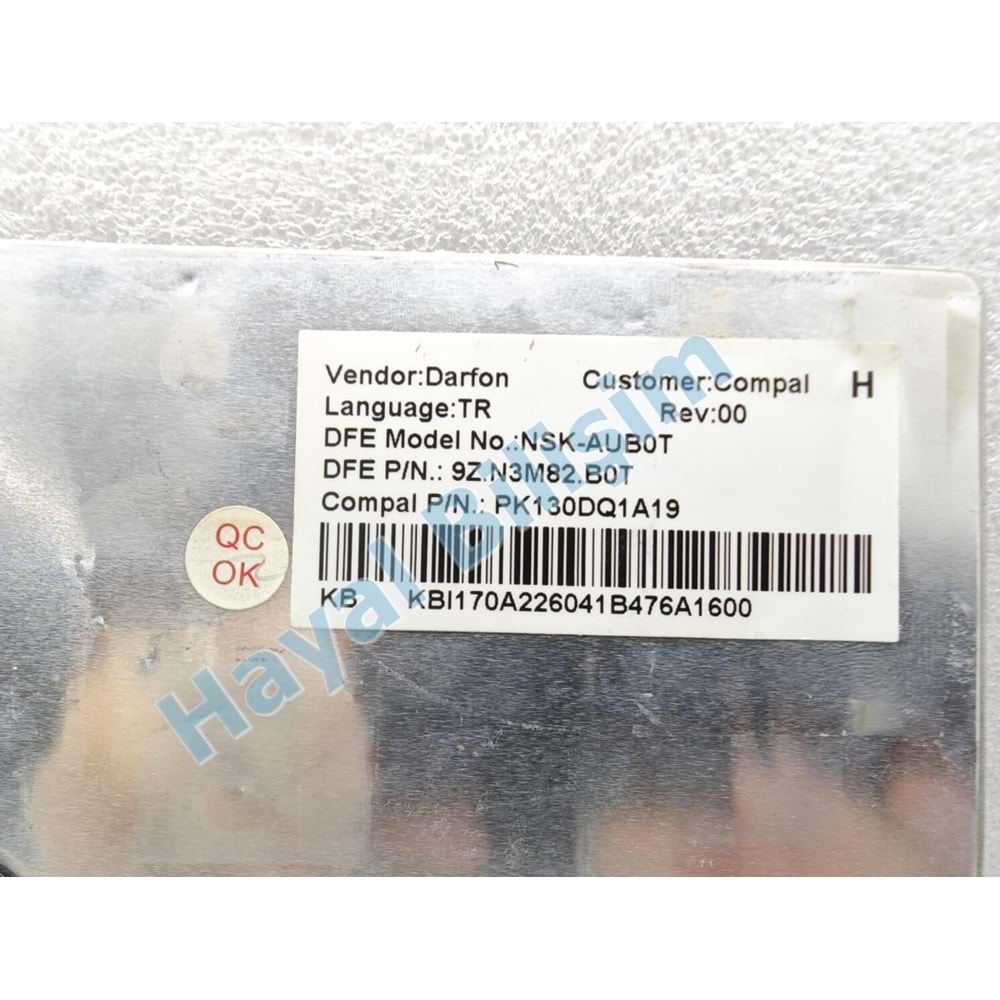 Vendor:Darfon Customer:Compal H
Language:TR Rev:00
DFE Model No.:NSK-AUB0T
DFE P/N.: 9Z.N3M82.B0T
Compal P/N.: PK130DQ1A19
QC
OK
KB KBI170A226041B476A1600
Hayal Bilisim